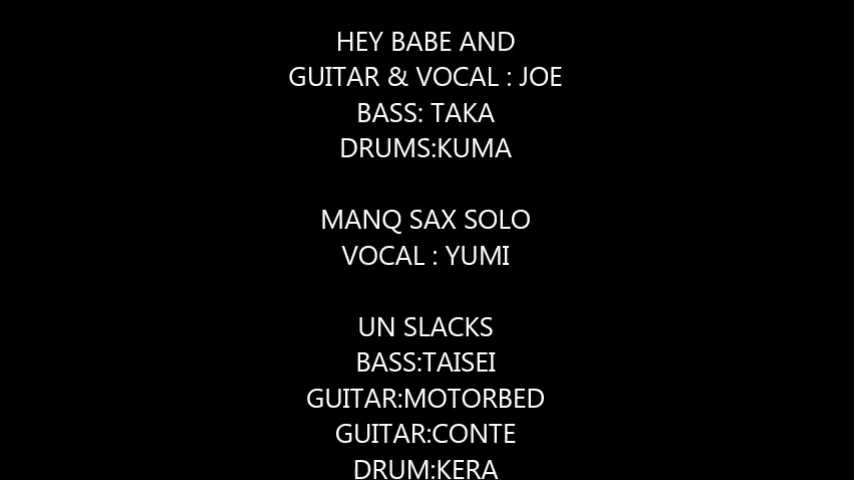 HEY BABE AND
GUITAR & VOCAL : JOE
BASS: TAKA
DRUMS:KUMA
MANQ SAX SOLO
VOCAL : YUMI
UN SLACKS
BASS:TAISEI
GUITAR:MOTORBED
GUITAR:CONTE
DRUM:KERA